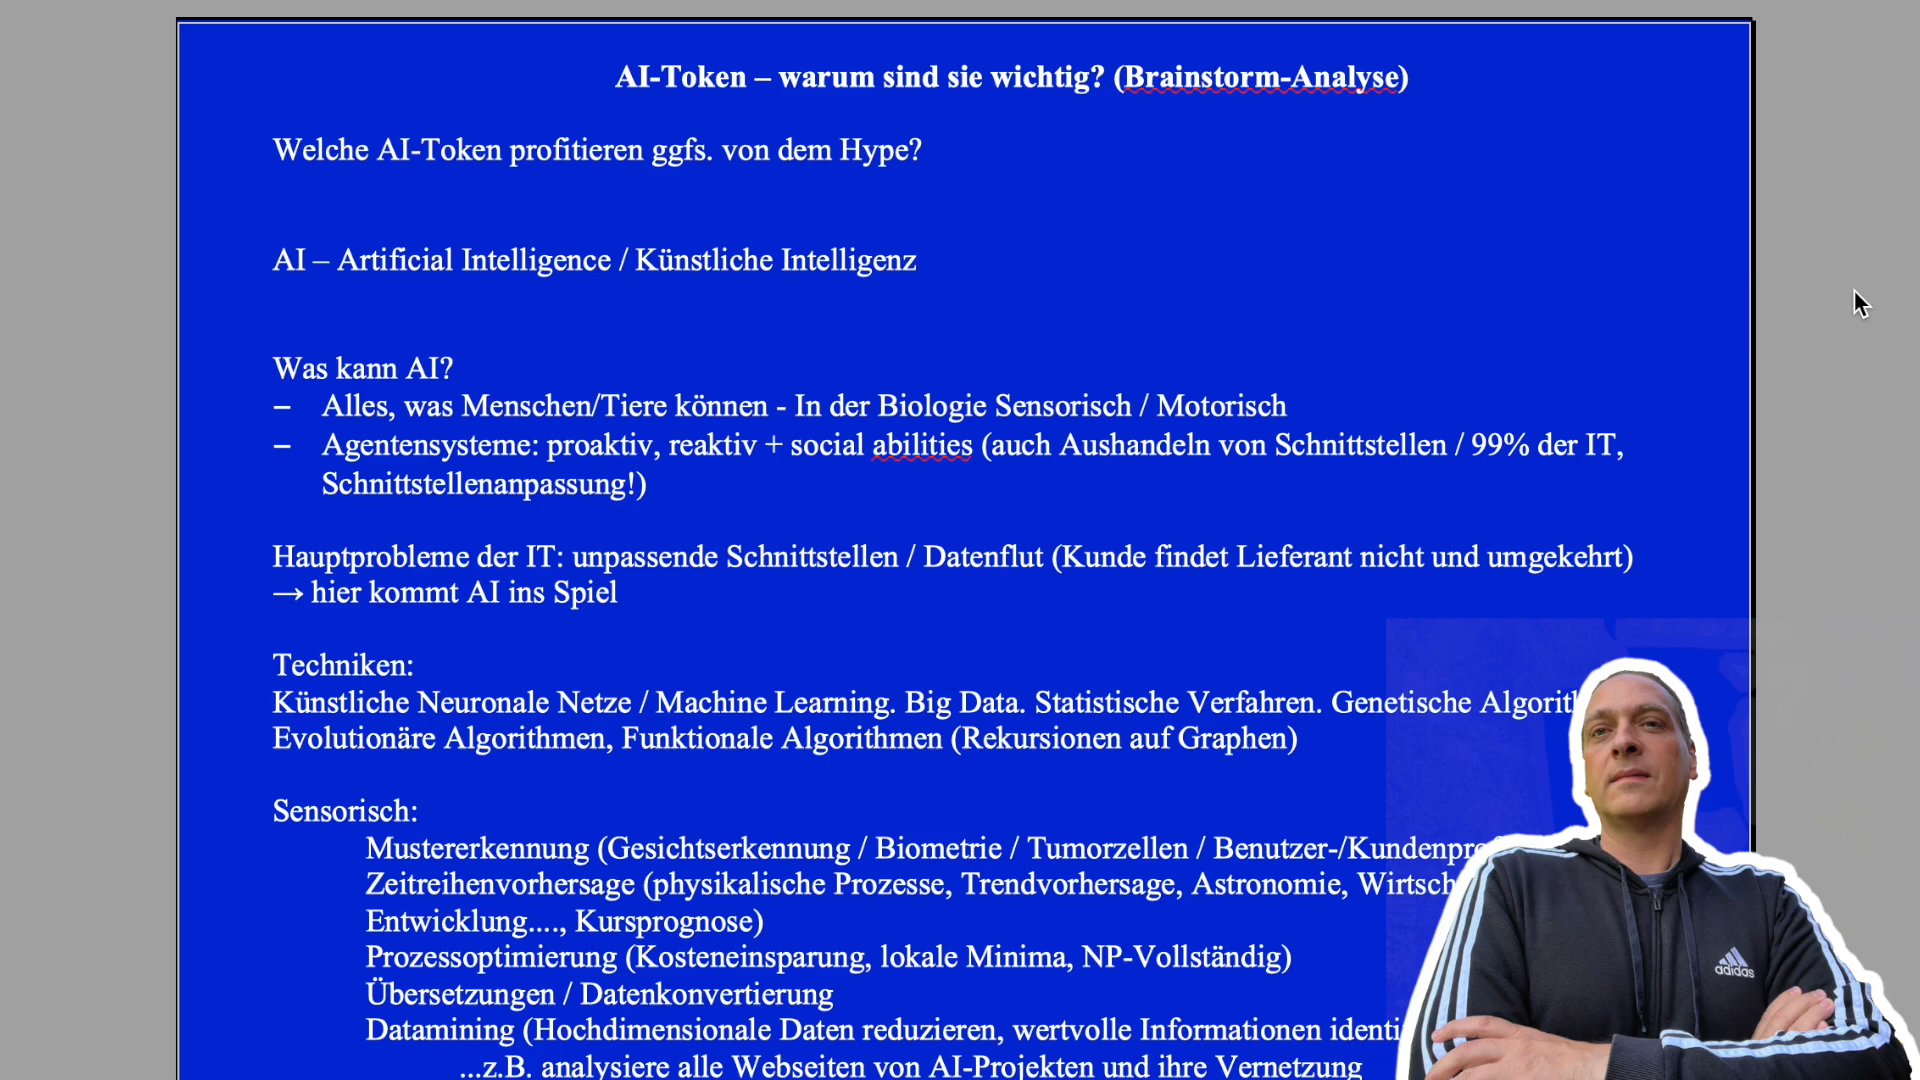 AI-Token – warum sind sie wichtig? (Brainstorm-Analyse)
Welche AI-Token profitieren ggfs. von dem Hype?
AI – Artificial Intelligence / Künstliche Intelligenz
Was kann AI?
– Alles, was Menschen/Tiere können - In der Biologie Sensorisch / Motorisch
– Agentensysteme: proaktiv, reaktiv + social abilities (auch Aushandeln von Schnittstellen / 99% der IT,
Schnittstellenanpassung!)
Hauptprobleme der IT: unpassende Schnittstellen / Datenflut (Kunde findet Lieferant nicht und umgekehrt)
→ hier kommt AI ins Spiel
Techniken:
Künstliche Neuronale Netze / Machine Learning. Big Data. Statistische Verfahren. Genetische
Evolutionäre Algorithmen, Funktionale Algorithmen (Rekursionen auf Graphen)
Sensorisch:
Mustererkennung (Gesichtserkennung / Biometrie / Tumorzellen /
Zeitreihenvorhersage (physikalische Prozesse, Trendvorhersage, Astronomie,
Entwicklung...., Kursprognose)
Prozessoptimierung (Kosteneinsparung, lokale Minima, NP-Vollständig)
Übersetzungen / Datenkonvertierung
Datamining (Hochdimensionale Daten reduzieren, wertvolle Informationen
...z.B. analysiere alle Webseiten von AI-Projekten und ihre Vernetzung
adidas